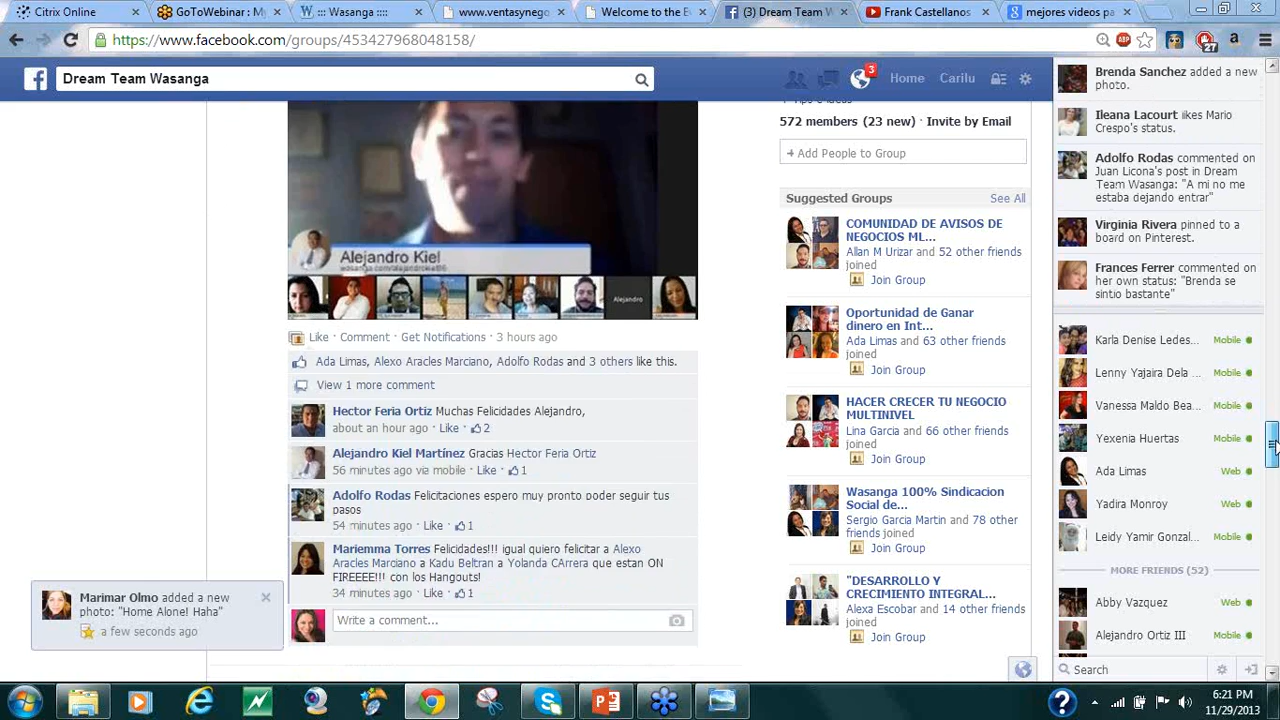 Citrix Online
GoToWebinar : M
::: Wasanga ::::
www.ventasynego
Welcome to the E
(3) Dream Team W
Frank Castellanos
mejores videos pa
https://www.facebook.com/groups/453427968048158/
27
Dream Team Wasanga
3
Home
Carilu
572 members (23 new) · Invite by Email
+ Add People to Group
Suggested Groups
See All
COMUNIDAD DE AVISOS DE
NEGOCIOS ML...
Allan M Urizar and 52 other friends
joined
Join Group
Oportunidad de Ganar
dinero en Int...
Ada Limas and 63 other friends
joined
Join Group
HACER CRECER TU NEGOCIO
MULTINIVEL
Lina Garcia and 66 other friends
joined
Join Group
Wasanga 100% Sindicacion
Social de...
Sergio Garcia Martin and 78 other
friends joined
Join Group
"DESARROLLO Y
CRECIMIENTO INTEGRAL...
Alexa Escobar and 14 other friends
joined
Join Group
Alejandro Kiel
Alejandro
Like · Comment · Get Notifications · 3 hours ago
Ada Limas, Alexo Aracles Marciano, Adolfo Rodas and 3 others like this.
View 1 more comment
Hector Feria Ortiz Muchas Felicidades Alejandro,
about an hour ago · Like · 2
Alejandro Kiel Martínez Gracias Hector Feria Ortiz
56 minutes ago via mobile · Like · 1
Adolfo Rodas Felicitaciones espero muy pronto poder seguir tus
pasos
54 minutes ago · Like · 1
Mariemma Torres Felicidades!!! igual quiero felicitar a Alexo
Aracles Marciano a Kadu Beltran a Yolanda CArrera que estan ON
FIREEEE!!! con los Hangouts!
34 minutes ago · Like · 1
Write a comment...
Marimar Olmo added a new
photo: "Home Alone! Haha"
a few seconds ago
Brenda Sanchez added a new
photo.
Ileana Lacourt likes Mario
Crespo's status.
Adolfo Rodas commented on
Juan Licona's post in Dream
Team Wasanga: "A mi no me
estaba dejando entrar"
Virginia Rivera pinned to a
board on Pinterest.
Frances Ferrer commented on
her own status: "Brenda se
sintio bastante"
Karla Denise Ledes... Mobile
Lenny Yajaira Dela ... Mobile
Vanessa Maldo Bea... Mobile
Yexenia Huertas Mobile
Ada Limas Web
Yadira Monroy Web
Leidy Yamir Gonzal... Mobile
MORE FRIENDS (52)
Abby Vazquez Web
Alejandro Ortiz III Mobile
Search
6:21 PM
11/29/2013